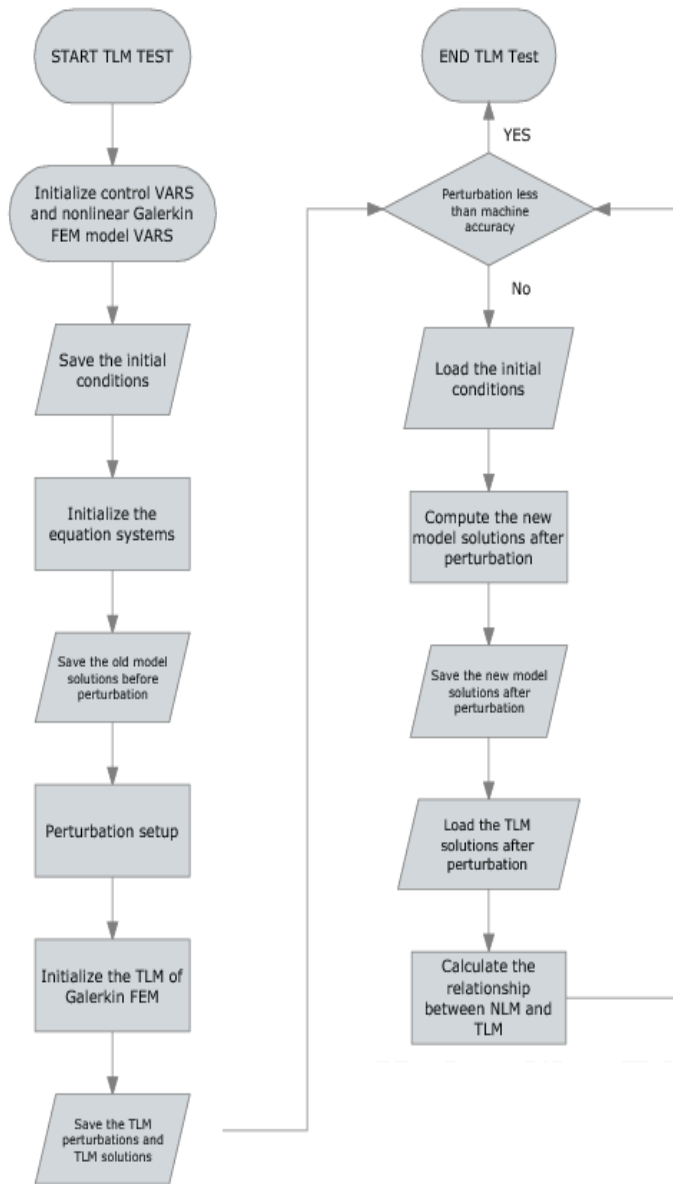 START TLM TEST
Initialize control VARS
and nonlinear Galerkin
FEM model VARS
Save the initial
conditions
Initialize the
equation systems
Save the old model
solutions before
perturbation
Perturbation setup
Initialize the TLM of
Galerkin FEM
Save the TLM
perturbations and
TLM solutions
END TLM Test
YES
Perturbation less
than machine
accuracy
No
Load the initial
conditions
Compute the new
model solutions after
perturbation
Save the new model
solutions after
perturbation
Load the TLM
solutions after
perturbation
Calculate the
relationship
between NLM and
TLM